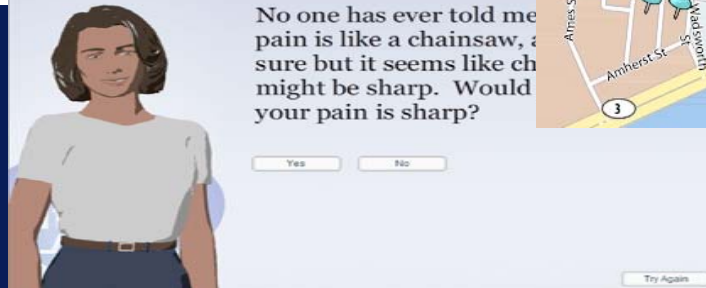 No one has ever told me
pain is like a chainsaw,
sure but it seems like
might be sharp. Would
your pain is sharp?
Yes No
Try Again
Ames
Amherst St
Wadsworth
St
3